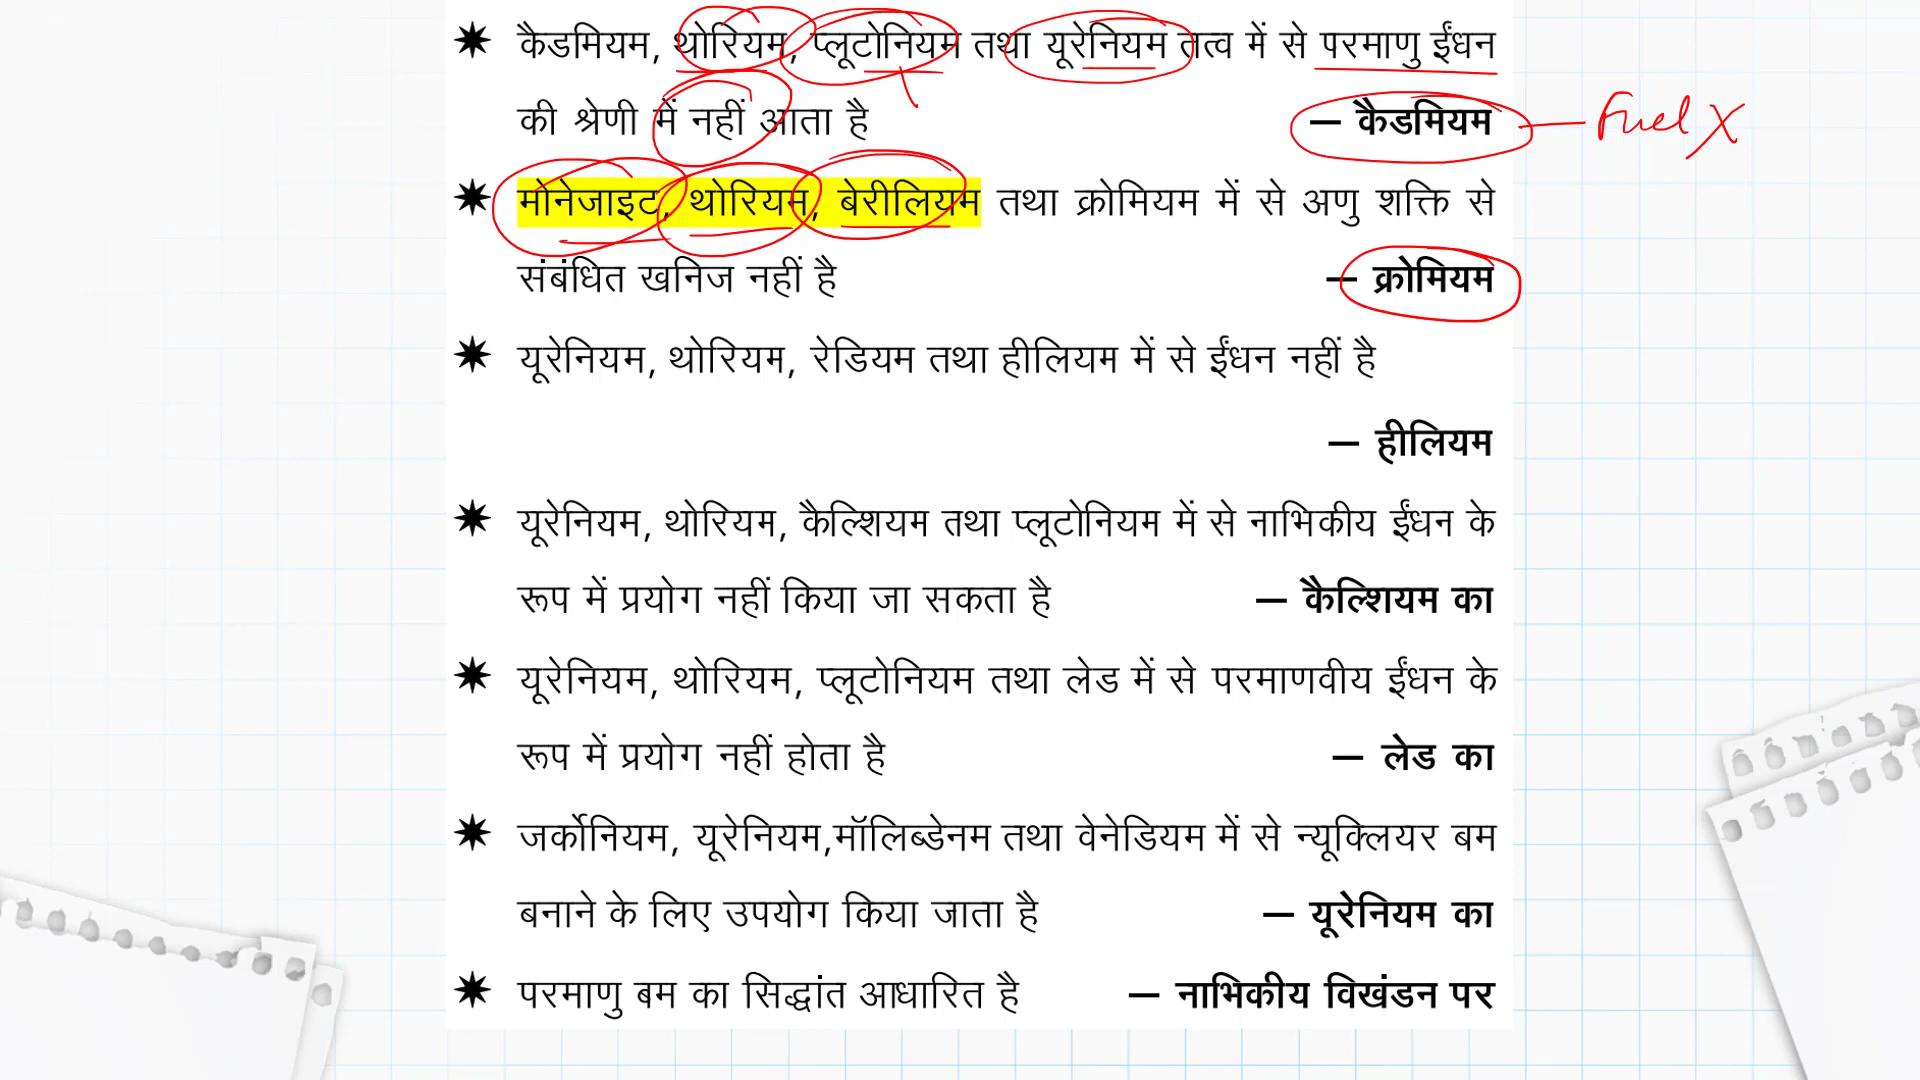 ✷ कैडमियम, थोरियम, प्लूटोनियम तथा यूरेनियम तत्व में से परमाणु ईंधन
की श्रेणी में नहीं आता है — कैडमियम — Fuel X
✷ मोनेजाइट, थोरियम, बेरीलियम तथा क्रोमियम में से अणु शक्ति से
संबंधित खनिज नहीं है — क्रोमियम
✷ यूरेनियम, थोरियम, रेडियम तथा हीलियम में से ईंधन नहीं है
— हीलियम
✷ यूरेनियम, थोरियम, कैल्शियम तथा प्लूटोनियम में से नाभिकीय ईंधन के
रूप में प्रयोग नहीं किया जा सकता है — कैल्शियम का
✷ यूरेनियम, थोरियम, प्लूटोनियम तथा लेड में से परमाणवीय ईंधन के
रूप में प्रयोग नहीं होता है — लेड का
✷ जर्कोनियम, यूरेनियम,मॉलिब्डेनम तथा वेनेडियम में से न्यूक्लियर बम
बनाने के लिए उपयोग किया जाता है — यूरेनियम का
✷ परमाणु बम का सिद्धांत आधारित है — नाभिकीय विखंडन पर